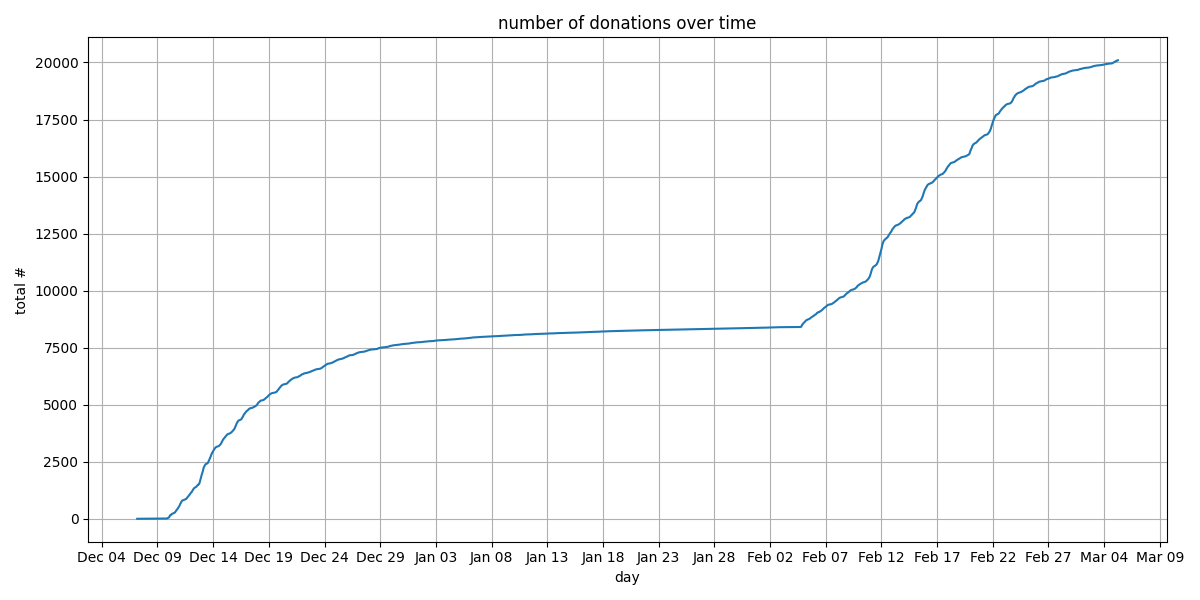 number of donations over time
total #
20000
17500
15000
12500
10000
7500
5000
2500
0
Dec 04 Dec 09 Dec 14 Dec 19 Dec 24 Dec 29 Jan 03 Jan 08 Jan 13 Jan 18 Jan 23 Jan 28 Feb 02 Feb 07 Feb 12 Feb 17 Feb 22 Feb 27 Mar 04 Mar 09
day